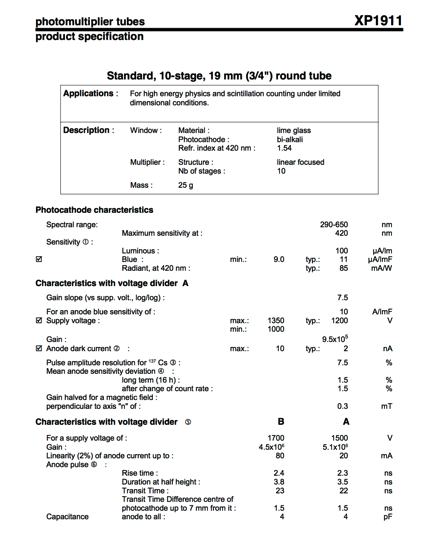 photomultiplier tubes XP1911
product specification
Standard, 10-stage, 19 mm (3/4") round tube
Applications : For high energy physics and scintillation counting under limited
dimensional conditions.
Description : Window : Material : lime glass
Photocathode : bi-alkali
Refr. index at 420 nm : 1.54
Multiplier : Structure : linear focused
Nb of stages : 10
Mass : 25 g
Photocathode characteristics
Spectral range: 290-650 nm
Maximum sensitivity at : 420 nm
Sensitivity ① :
Luminous : 100 µA/lm
☑ Blue : min.: 9.0 typ.: 11 µA/lmF
Radiant, at 420 nm : typ.: 85 mA/W
Characteristics with voltage divider A
Gain slope (vs supp. volt., log/log) : 7.5
For an anode blue sensitivity of : 10 A/lmF
☑ Supply voltage : max.: 1350 typ.: 1200 V
min.: 1000
Gain : 9.5x10⁵
☑ Anode dark current ② : max.: 10 typ.: 2 nA
Pulse amplitude resolution for ¹³⁷ Cs ③ : 7.5 %
Mean anode sensitivity deviation ④ :
long term (16 h) : 1.5 %
after change of count rate : 1.5 %
Gain halved for a magnetic field :
perpendicular to axis "n" of : 0.3 mT
Characteristics with voltage divider ⑤ B A
For a supply voltage of : 1700 1500 V
Gain : 4.5x10⁶ 5.1x10⁶
Linearity (2%) of anode current up to : 80 20 mA
Anode pulse ⑥ :
Rise time : 2.4 2.3 ns
Duration at half height : 3.8 3.5 ns
Transit Time : 23 22 ns
Transit Time Difference centre of
photocathode up to 7 mm from it : 1.5 1.5 ns
Capacitance anode to all : 4 4 pF